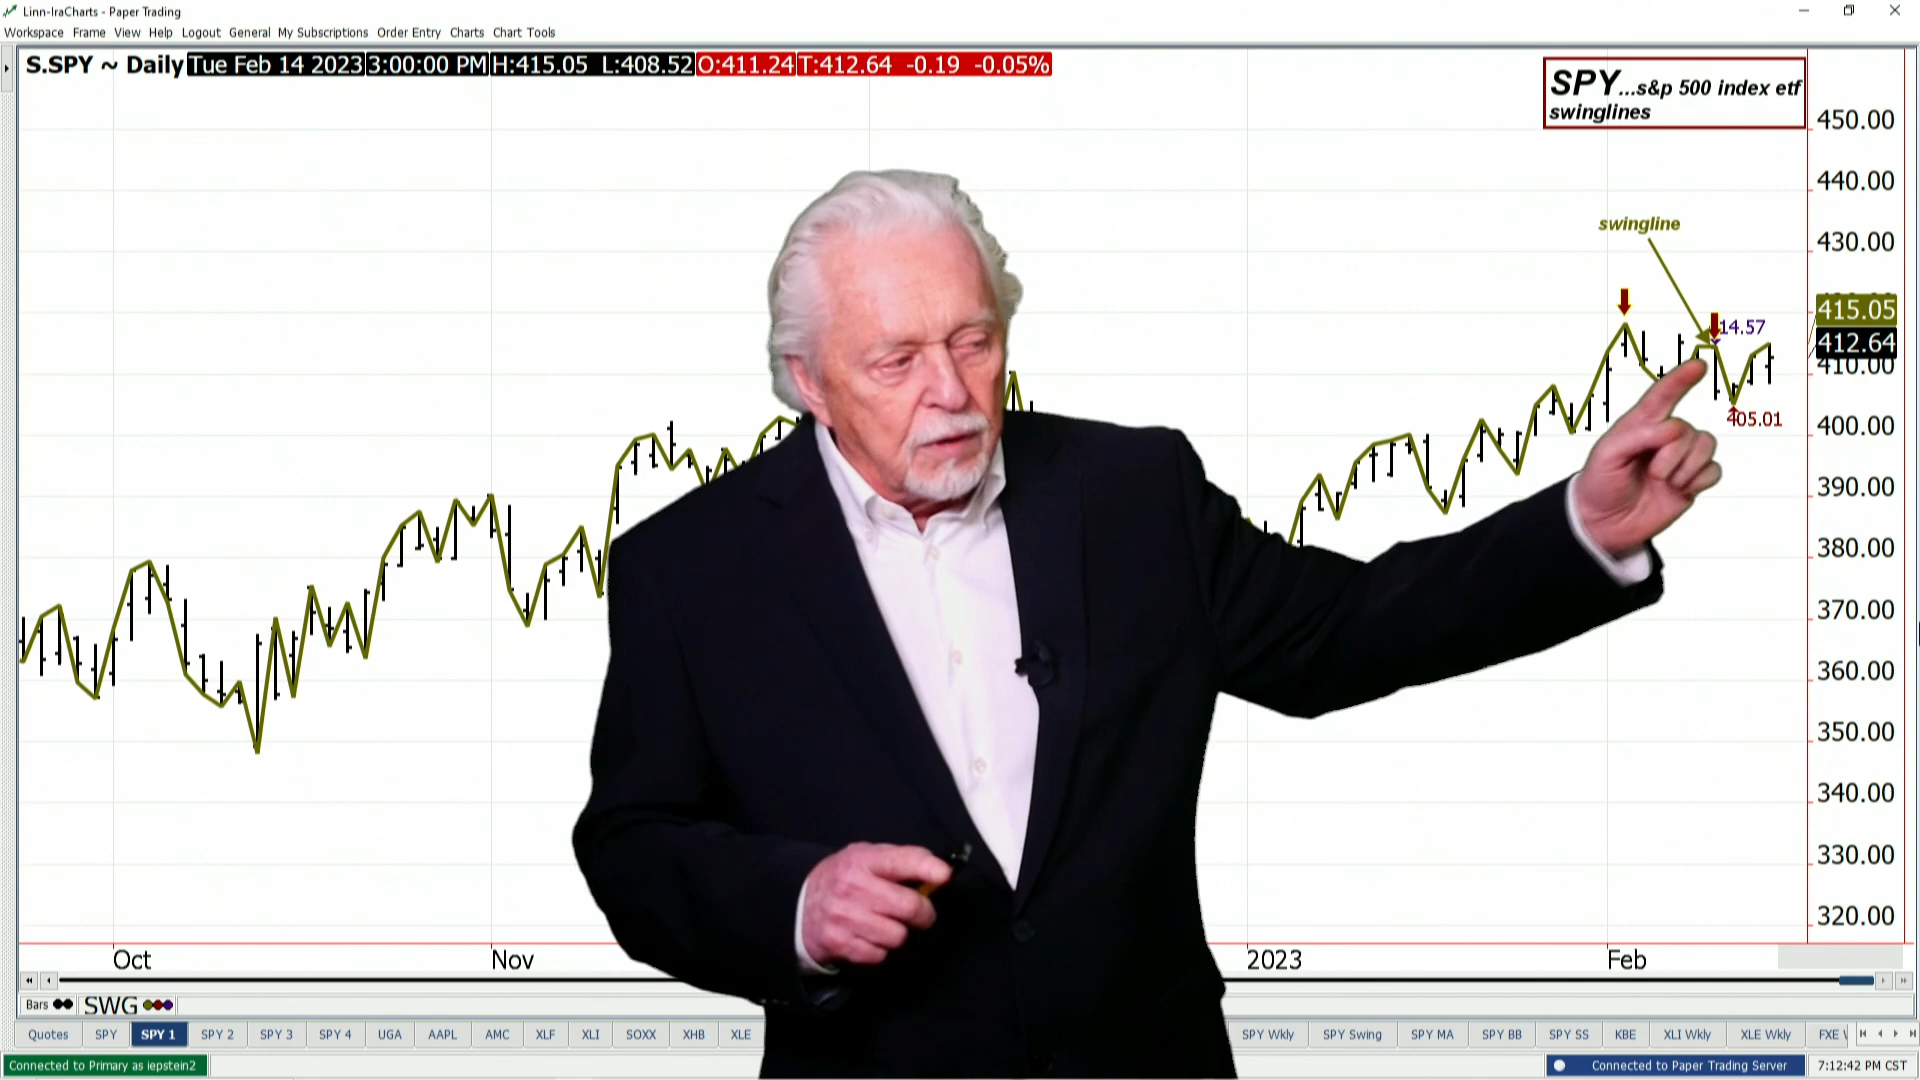 Linn-IraCharts - Paper Trading
Workspace Frame View Help Logout General My Subscriptions Order Entry Charts Chart Tools
S.SPY ~ Daily Tue Feb 14 2023 3:00:00 PM H:415.05 L:408.52 O:411.24 T:412.64 -0.19 -0.05%
SPY...s&p 500 index etf
swinglines
450.00
440.00
swingline
430.00
415.05
14.57
412.64
410.00
405.01
400.00
390.00
380.00
370.00
360.00
350.00
340.00
330.00
320.00
Oct Nov 2023 Feb
Bars SWG
Quotes SPY SPY 1 SPY 2 SPY 3 SPY 4 UGA AAPL AMC XLF XLI SOXX XHB XLE SPY Wkly SPY Swing SPY MA SPY BB SPY SS KBE XLI Wkly XLE Wkly FXE
Connected to Primary as iepstein2 Connected to Paper Trading Server 7:12:42 PM CST